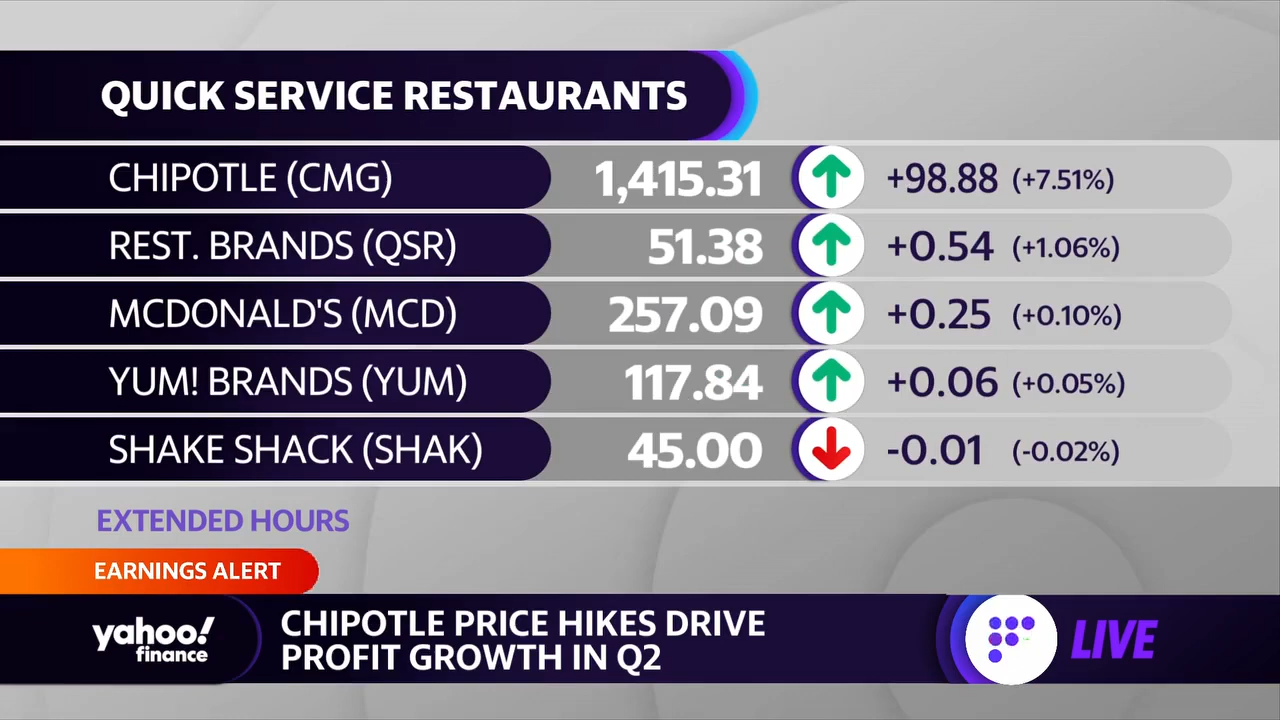 QUICK SERVICE RESTAURANTS
CHIPOTLE (CMG) 1,415.31 +98.88 (+7.51%)
REST. BRANDS (QSR) 51.38 +0.54 (+1.06%)
MCDONALD'S (MCD) 257.09 +0.25 (+0.10%)
YUM! BRANDS (YUM) 117.84 +0.06 (+0.05%)
SHAKE SHACK (SHAK) 45.00 -0.01 (-0.02%)
EXTENDED HOURS
EARNINGS ALERT
yahoo!
finance
CHIPOTLE PRICE HIKES DRIVE
PROFIT GROWTH IN Q2
LIVE